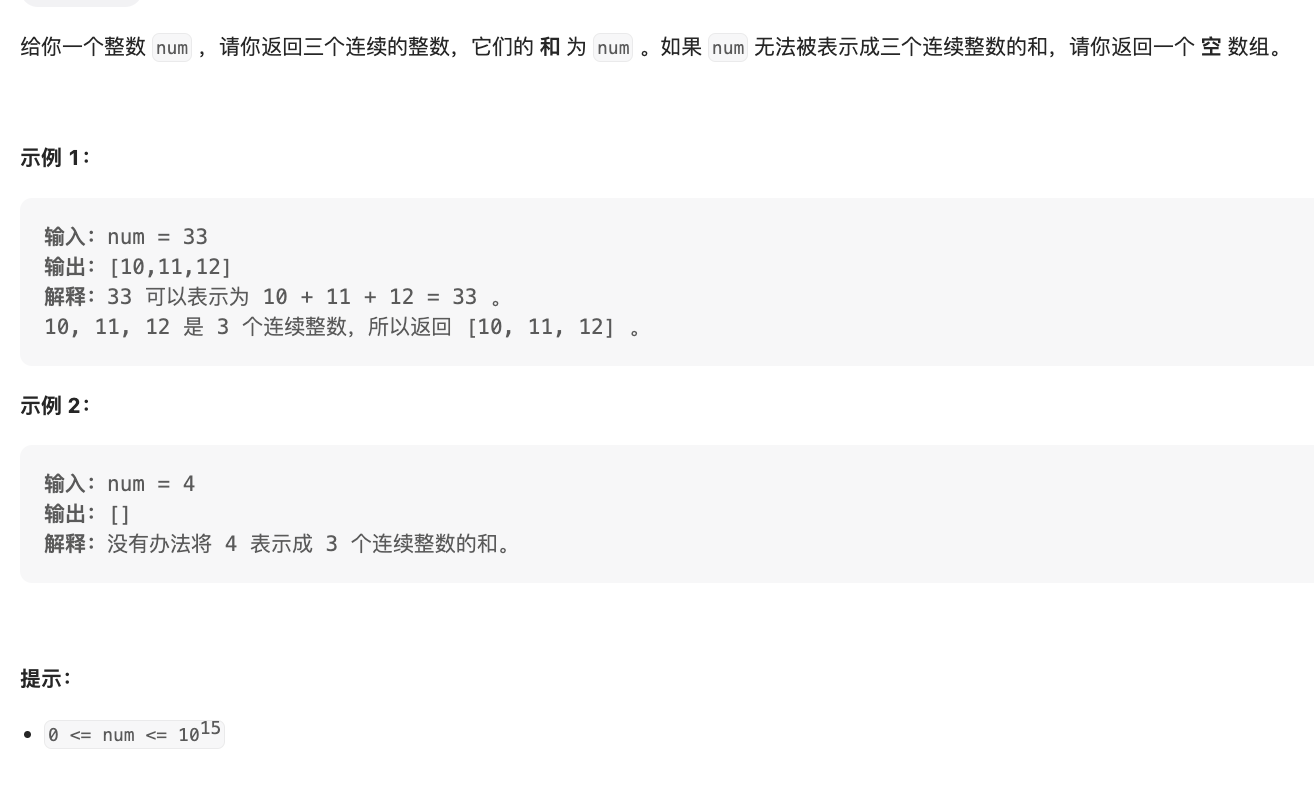 给你一个整数 num ，请你返回三个连续的整数，它们的 和 为 num 。如果 num 无法被表示成三个连续整数的和，请你返回一个 空 数组。
示例 1：
输入：num = 33
输出：[10,11,12]
解释：33 可以表示为 10 + 11 + 12 = 33 。
10, 11, 12 是 3 个连续整数，所以返回 [10, 11, 12] 。
示例 2：
输入：num = 4
输出：[]
解释：没有办法将 4 表示成 3 个连续整数的和。
提示：
• 0 <= num <= 10^15